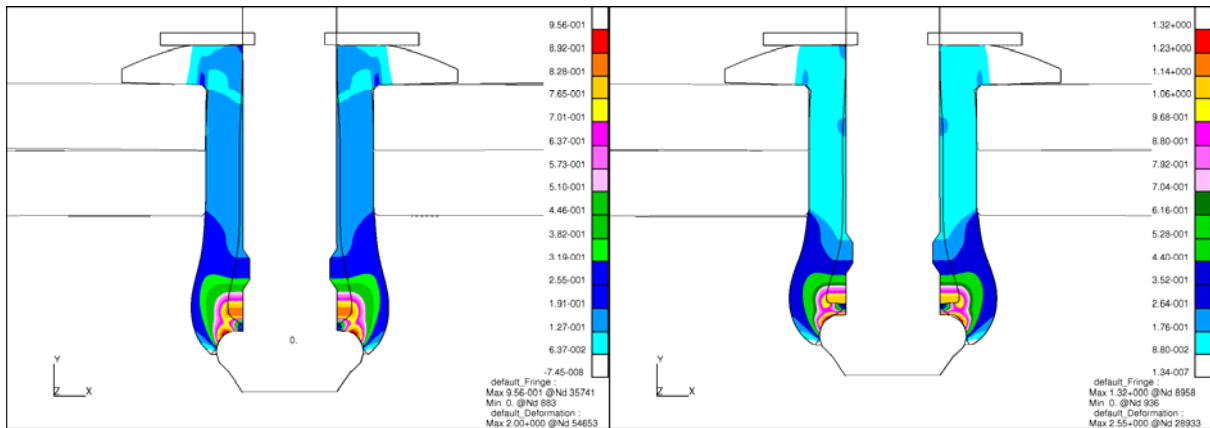 9.56-001
8.92-001
8.28-001
7.65-001
7.01-001
6.37-001
5.73-001
5.10-001
4.46-001
3.82-001
3.19-001
2.55-001
1.91-001
1.27-001
6.37-002
-7.45-008
0.
Y
Z X
default_Fringe :
Max 9.56-001 @Nd 35741
Min 0. @Nd 883
default_Deformation :
Max 2.00+000 @Nd 54653
1.32+000
1.23+000
1.14+000
1.06+000
9.68-001
8.80-001
7.92-001
7.04-001
6.16-001
5.28-001
4.40-001
3.52-001
2.64-001
1.76-001
8.80-002
1.34-007
Y
Z X
default_Fringe :
Max 1.32+000 @Nd 8958
Min 0. @Nd 936
default_Deformation :
Max 2.55+000 @Nd 28933